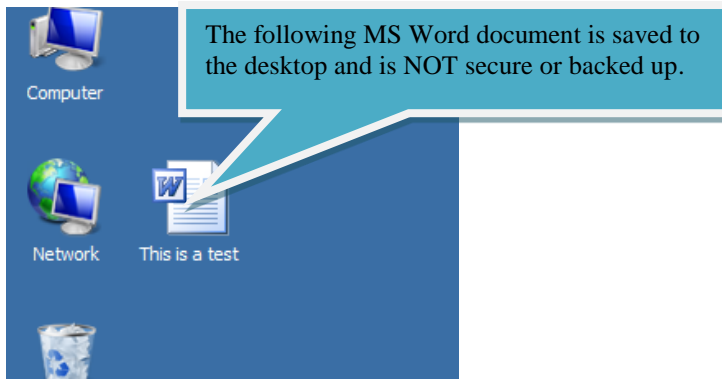 The following MS Word document is saved to
the desktop and is NOT secure or backed up.
Computer
W
Network
This is a test